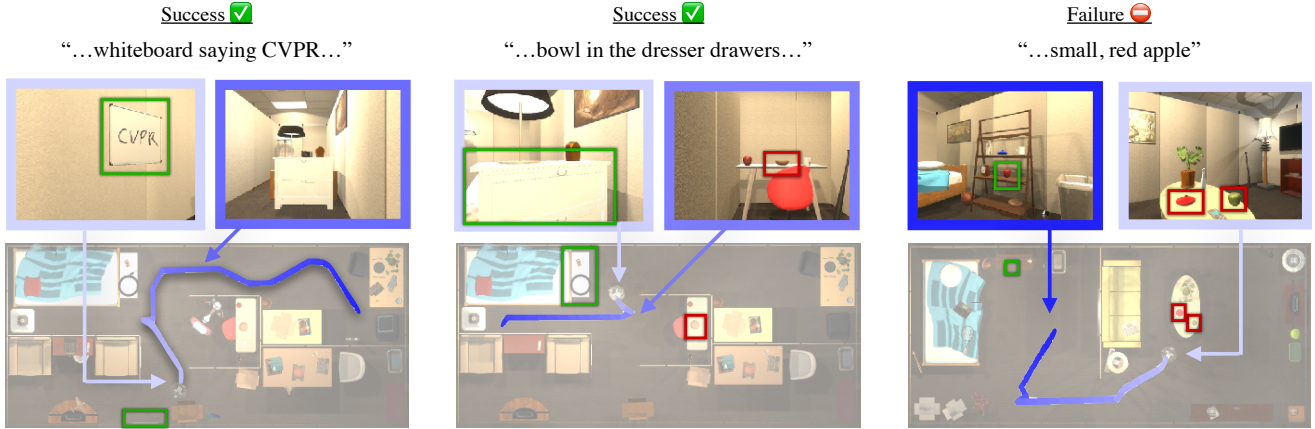 Success ✅
“…whiteboard saying CVPR…”
CVPR
Success ✅
“…bowl in the dresser drawers…”
Failure ⛔
“…small, red apple”